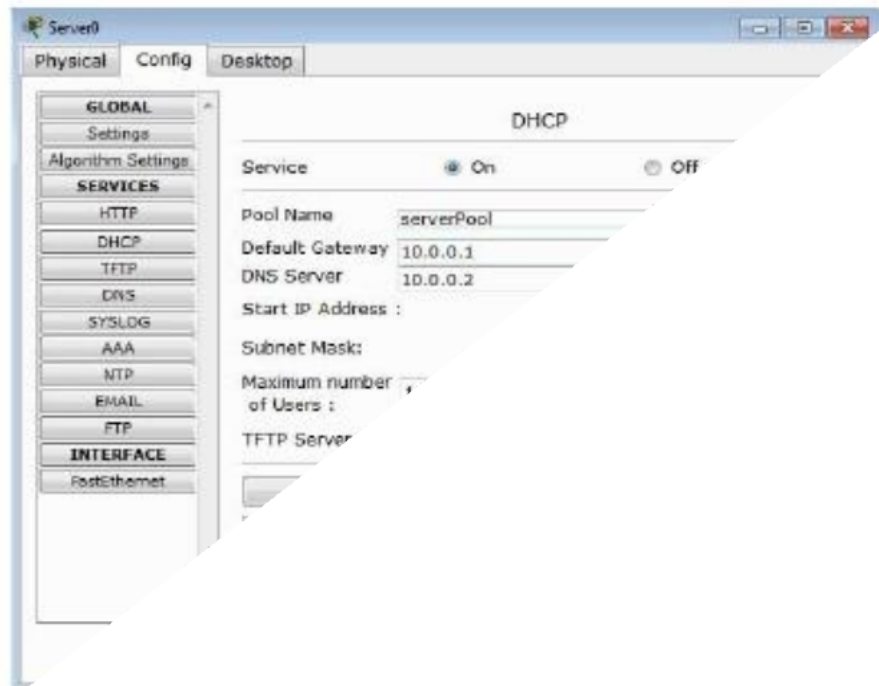 Server0
Physical Config Desktop
GLOBAL
Settings
Algorithm Settings
SERVICES
HTTP
DHCP
TFTP
DNS
SYSLOG
AAA
NTP
EMAIL
FTP
INTERFACE
FastEthernet
DHCP
Service On Off
Pool Name serverPool
Default Gateway 10.0.0.1
DNS Server 10.0.0.2
Start IP Address :
Subnet Mask:
Maximum number
of Users :
TFTP Server